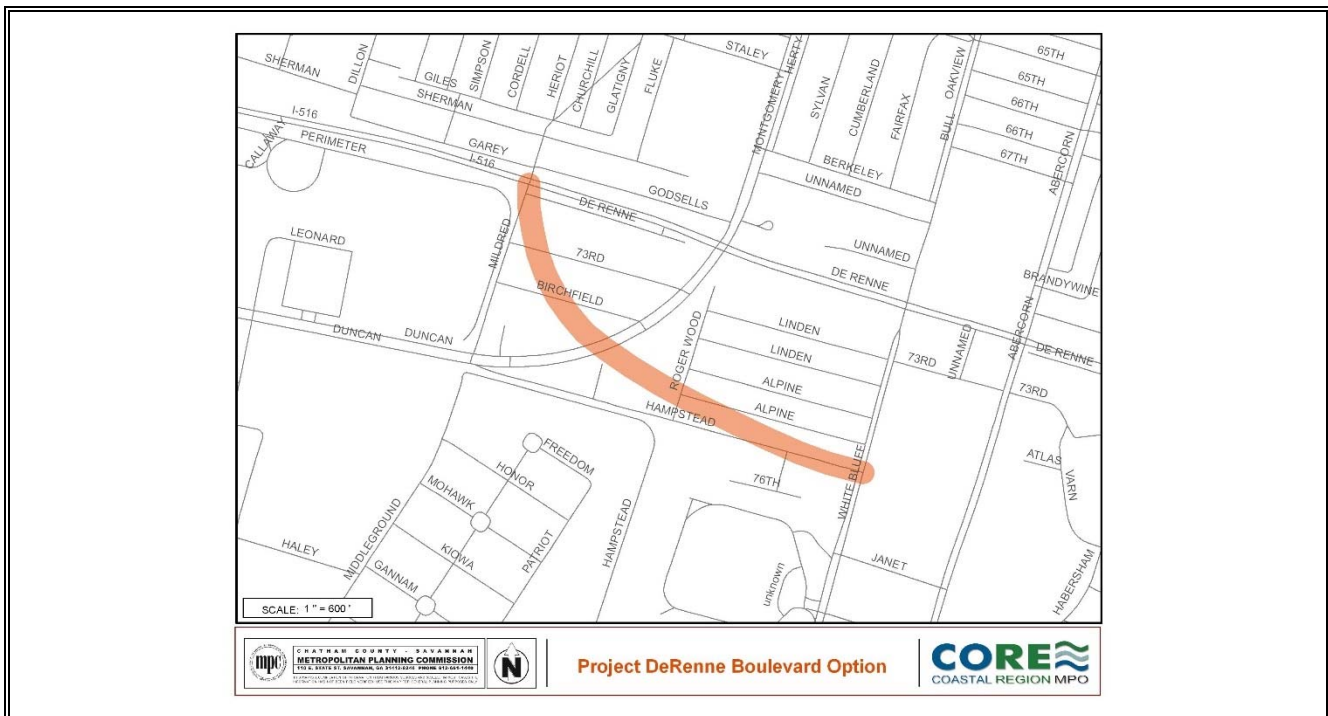 STALEY
HERTY
65TH
SHERMAN
DILLON
SIMPSON
CORDELL
HERIOT
CHURCHILL
GLATIGNY
FLUKE
MONTGOMERY
SYLVAN
CUMBERLAND
FAIRFAX
BULL
OAKVIEW
65TH
GILES
SHERMAN
66TH
ABERCORN
I-516
66TH
CALLAWAY
PERIMETER
GAREY
I-516
67TH
BERKELEY
UNNAMED
GODSELLS
DE RENNE
LEONARD
MILDRED
73RD
UNNAMED
DE RENNE
BRANDYWINE
BIRCHFIELD
DUNCAN
DUNCAN
ROGER WOOD
LINDEN
LINDEN
73RD
UNNAMED
ABERCORN
DE RENNE
ALPINE
ALPINE
73RD
HAMPSTEAD
FREEDOM
HONOR
MOHAWK
76TH
WHITE BLUFF
ATLAS
VARN
MIDDLEGROUND
KIOWA
PATRIOT
HAMPSTEAD
HALEY
GANNAM
unknown
JANET
HABERSHAM
SCALE: 1 " = 600 '
mpc
CHATHAM COUNTY - SAVANNAH
METROPOLITAN PLANNING COMMISSION
N
Project DeRenne Boulevard Option
CORE
COASTAL REGION MPO